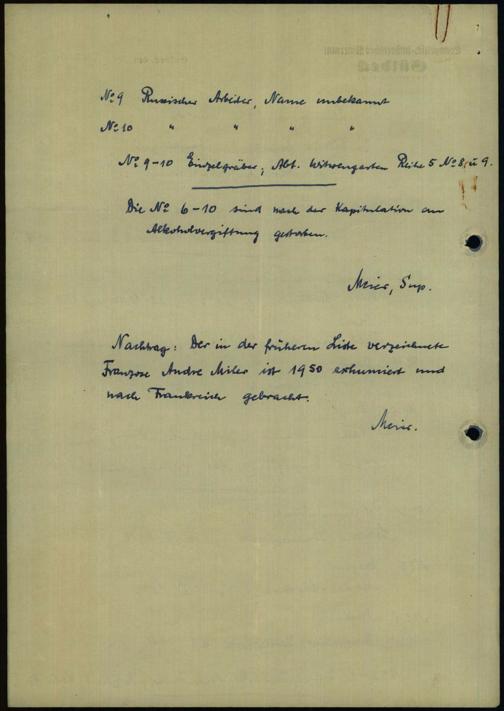 No 9 Russischer Arbeiter, Name unbekannt
No 10 " " " "
No 9-10 Einzelgräber, Abt. Reihe 5 No 8 u 9.
Die No 6-10 sind nach der Kapitulation an
Alkoholvergiftung gestorben.
Meier, Sup.
Nachtrag: Der in der früheren Liste verzeichnete
Franzose Andre Miler ist 1950 exhumiert und
nach Frankreich gebracht.
Meier.